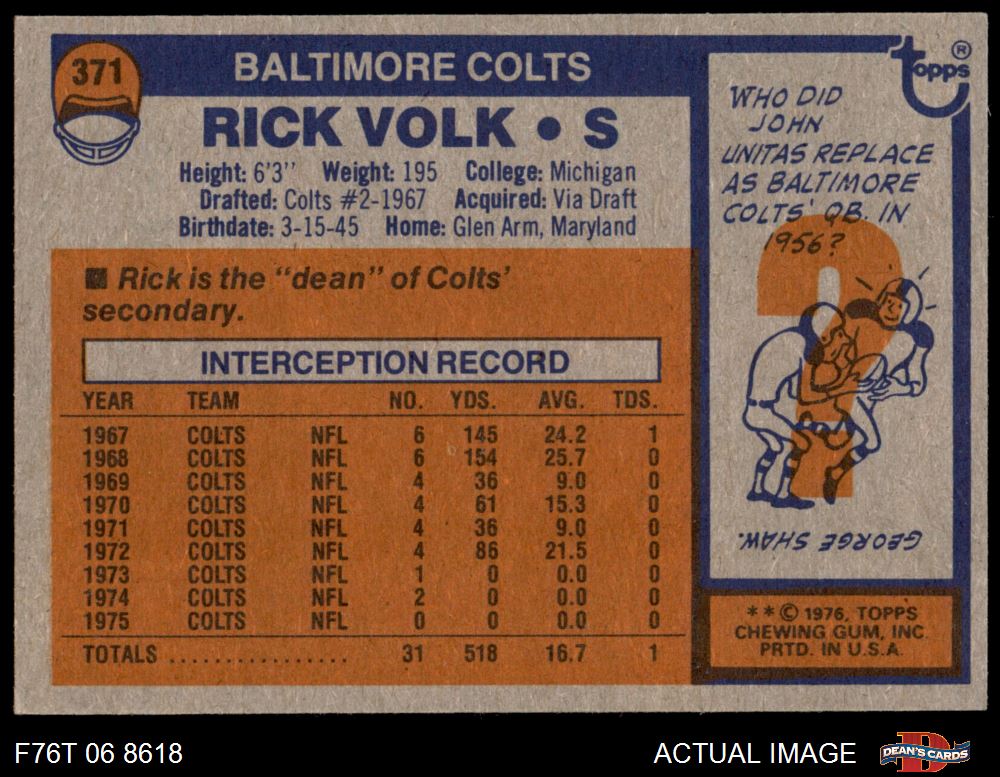 371
BALTIMORE COLTS
RICK VOLK • S
Height: 6'3" Weight: 195 College: Michigan
Drafted: Colts #2-1967 Acquired: Via Draft
Birthdate: 3-15-45 Home: Glen Arm, Maryland
■ Rick is the "dean" of Colts'
secondary.
INTERCEPTION RECORD
YEAR TEAM NO. YDS. AVG. TDS.
1967 COLTS NFL 6 145 24.2 1
1968 COLTS NFL 6 154 25.7 0
1969 COLTS NFL 4 36 9.0 0
1970 COLTS NFL 4 61 15.3 0
1971 COLTS NFL 4 36 9.0 0
1972 COLTS NFL 4 86 21.5 0
1973 COLTS NFL 1 0 0.0 0
1974 COLTS NFL 2 0 0.0 0
1975 COLTS NFL 0 0 0.0 0
TOTALS ................ 31 518 16.7 1
topps ®
WHO DID
JOHN
UNITAS REPLACE
AS BALTIMORE
COLTS' QB. IN
1956?
?
GEORGE SHAW.
**© 1976, TOPPS
CHEWING GUM, INC.
PRTD. IN U.S.A.
F76T 06 8618
ACTUAL IMAGE
D
DEAN'S CARDS